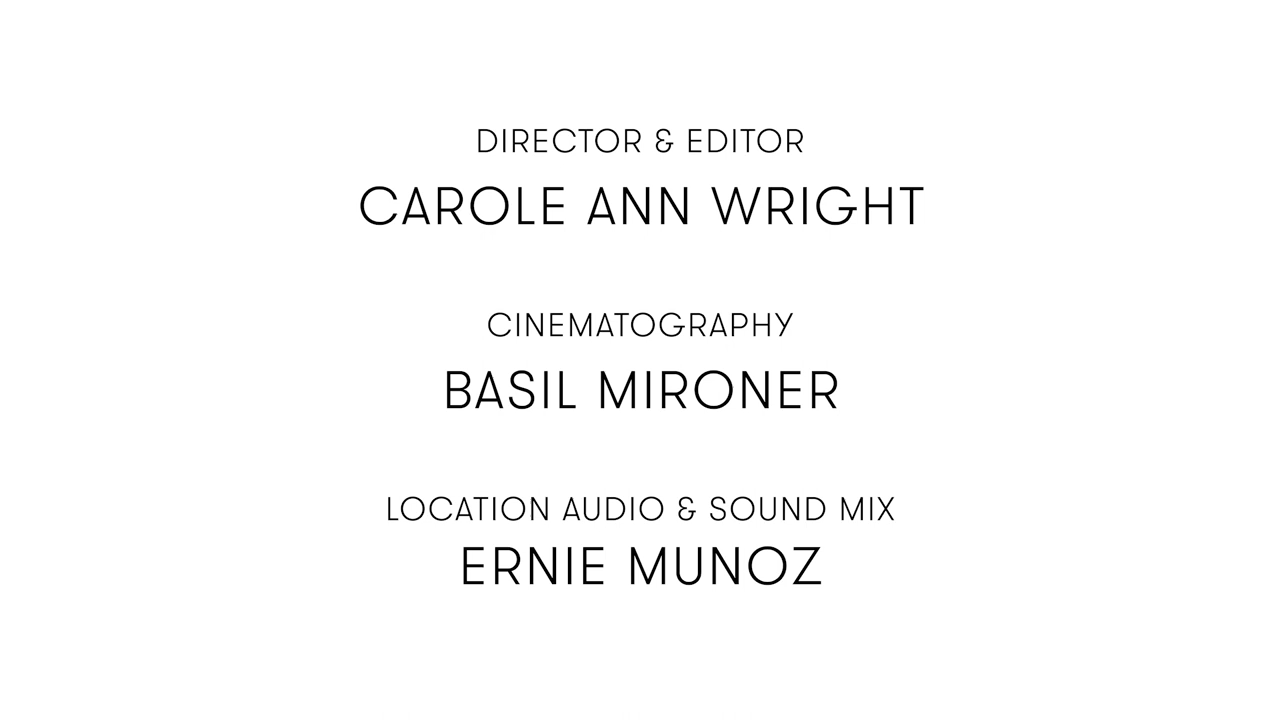 DIRECTOR & EDITOR
CAROLE ANN WRIGHT
CINEMATOGRAPHY
BASIL MIRONER
LOCATION AUDIO & SOUND MIX
ERNIE MUNOZ